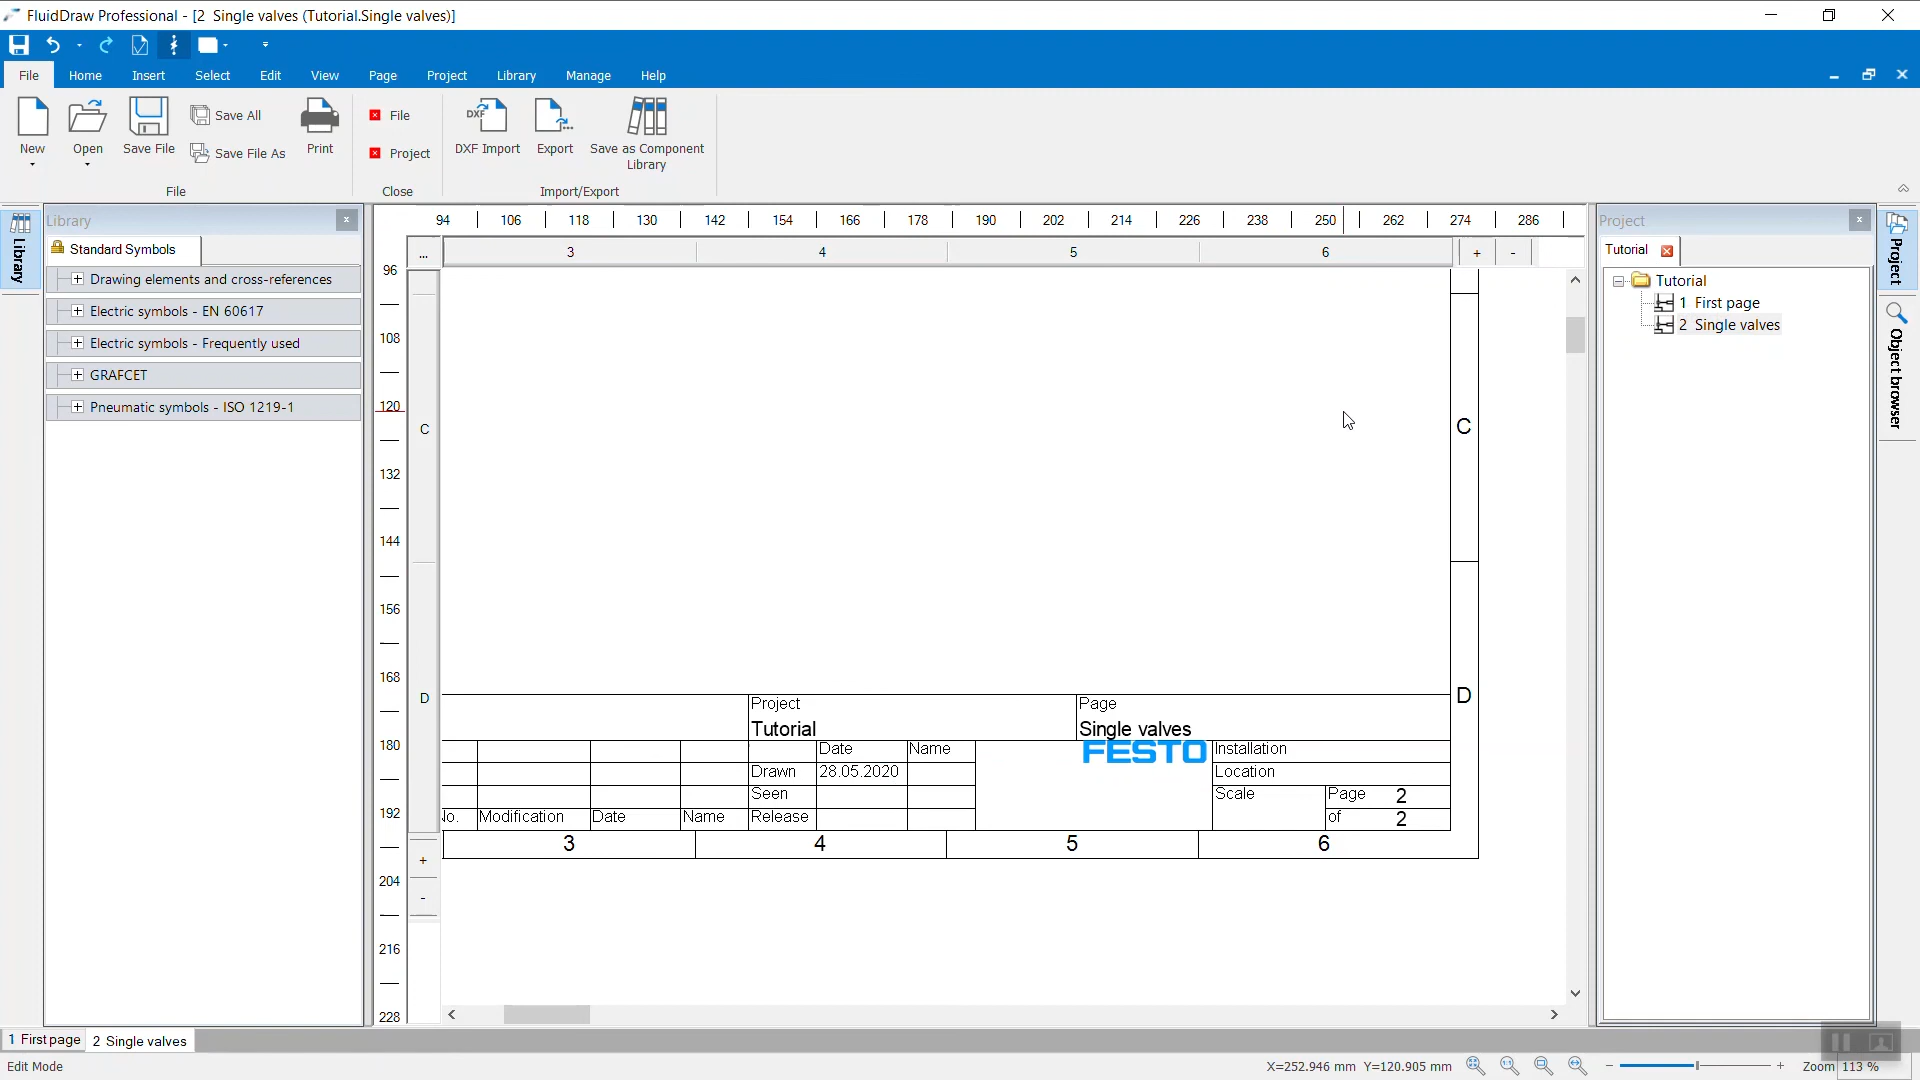 FluidDraw Professional - [2  Single valves (Tutorial.Single valves)]
File Home Insert Select Edit View Page Project Library Manage Help
New Open Save File Save All Save File As Print
File Project
DXF DXF Import Export Save as Component Library
File Close Import/Export
Library
Library
Standard Symbols
Drawing elements and cross-references
Electric symbols - EN 60617
Electric symbols - Frequently used
GRAFCET
Pneumatic symbols - ISO 1219-1
94 106 118 130 142 154 166 178 190 202 214 226 238 250 262 274 286
... 3 4 5 6 + -
96
108
120
132
144
156
168
180
192
204
216
228
C
D
+
-
C
D
Project
Tutorial
Page
Single valves
Date Name
Drawn 28.05.2020
Seen
No. Modification Date Name Release
FESTO
Installation
Location
Scale Page 2
of 2
3 4 5 6
Project
Tutorial
Tutorial
1 First page
2 Single valves
Project
Object browser
1 First page 2 Single valves
Edit Mode
X=252.946 mm Y=120.905 mm
- + Zoom 113 %